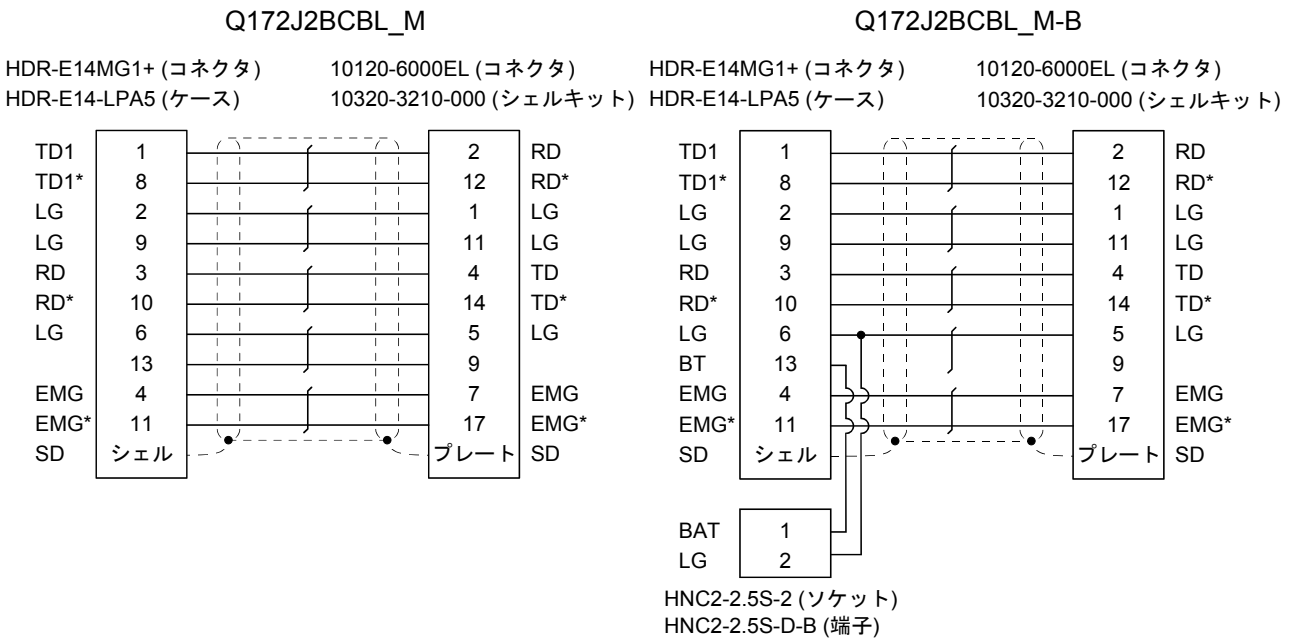 Q172J2BCBL_M
HDR-E14MG1+ (コネクタ) 10120-6000EL (コネクタ)
HDR-E14-LPA5 (ケース) 10320-3210-000 (シェルキット)
TD1 1 2 RD
TD1* 8 12 RD*
LG 2 1 LG
LG 9 11 LG
RD 3 4 TD
RD* 10 14 TD*
LG 6 5 LG
13 9
EMG 4 7 EMG
EMG* 11 17 EMG*
SD シェル プレート SD
Q172J2BCBL_M-B
HDR-E14MG1+ (コネクタ) 10120-6000EL (コネクタ)
HDR-E14-LPA5 (ケース) 10320-3210-000 (シェルキット)
TD1 1 2 RD
TD1* 8 12 RD*
LG 2 1 LG
LG 9 11 LG
RD 3 4 TD
RD* 10 14 TD*
LG 6 5 LG
BT 13 9
EMG 4 7 EMG
EMG* 11 17 EMG*
SD シェル プレート SD
BAT 1
LG 2
HNC2-2.5S-2 (ソケット)
HNC2-2.5S-D-B (端子)